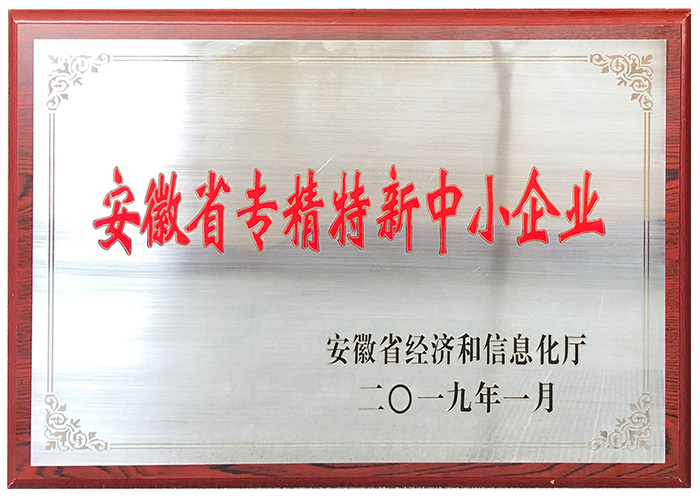 安徽省专精特新中小企业
安徽省经济和信息化厅
二〇一九年一月